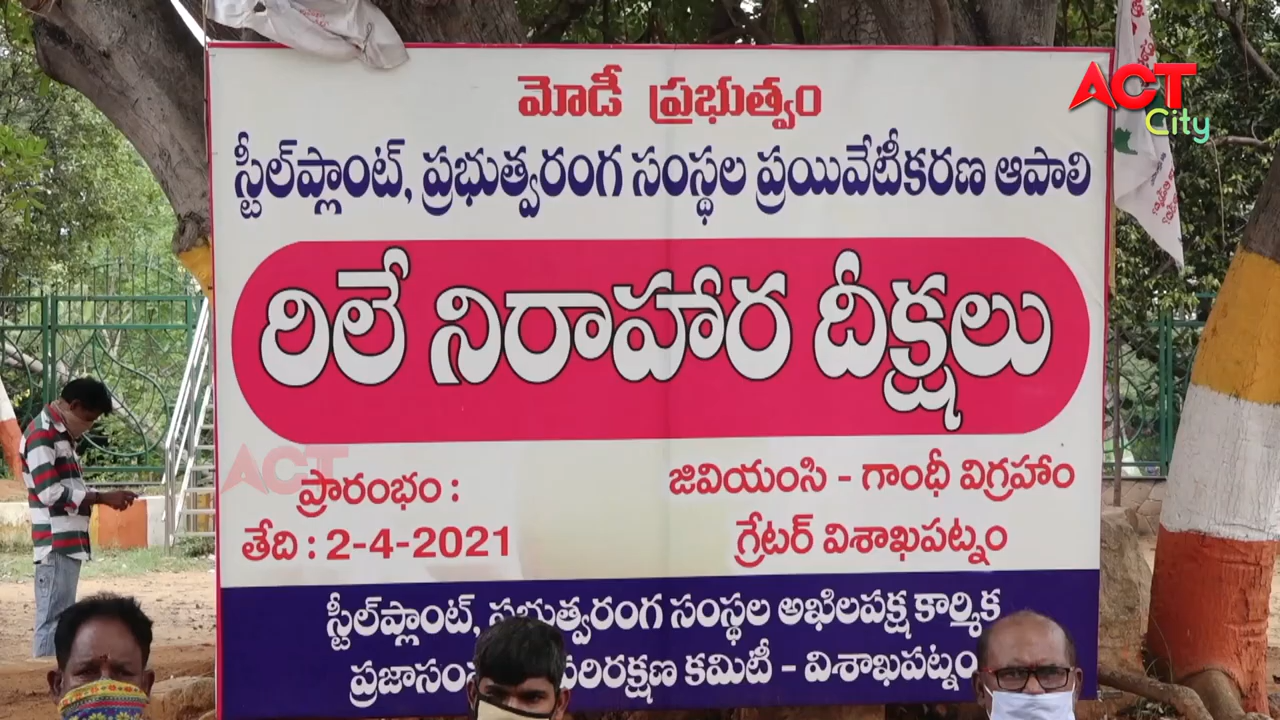 మోడీ ప్రభుత్వం
స్టీల్‌ప్లాంట్, ప్రభుత్వరంగ సంస్థల ప్రయివేటీకరణ ఆపాలి
రిలే నిరాహార దీక్షలు
ప్రారంభం :
తేది : 2-4-2021
జివియంసి - గాంధీ విగ్రహాం
గ్రేటర్ విశాఖపట్నం
స్టీల్‌ప్లాంట్, ప్రభుత్వరంగ సంస్థల అఖిలపక్ష కార్మిక
పరిరక్షణ కమిటీ - విశాఖపట్నం
ACT
City
ACT